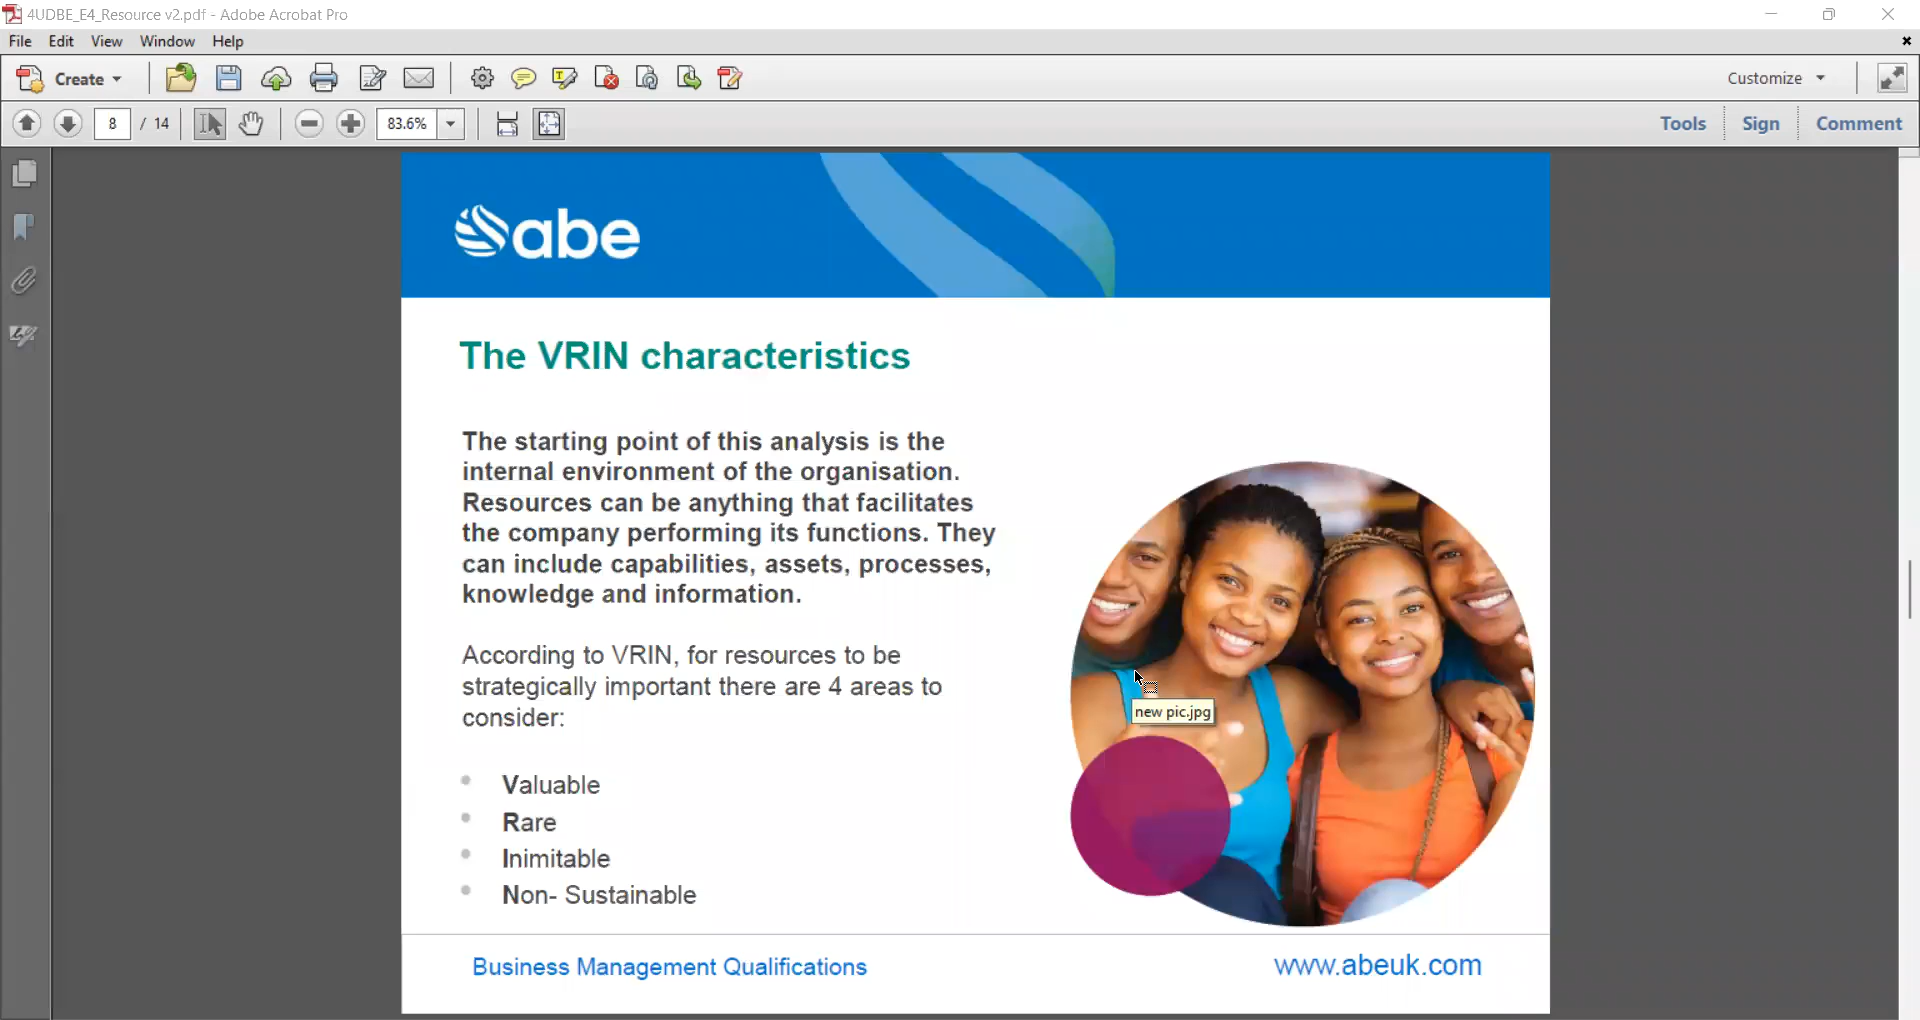 4UDBE_E4_Resource v2.pdf - Adobe Acrobat Pro
File Edit View Window Help
Create
Customize
8 / 14
83.6%
Tools Sign Comment
abe
The VRIN characteristics
The starting point of this analysis is the
internal environment of the organisation.
Resources can be anything that facilitates
the company performing its functions. They
can include capabilities, assets, processes,
knowledge and information.
According to VRIN, for resources to be
strategically important there are 4 areas to
consider:
• Valuable
• Rare
• Inimitable
• Non- Sustainable
new pic.jpg
Business Management Qualifications
www.abeuk.com